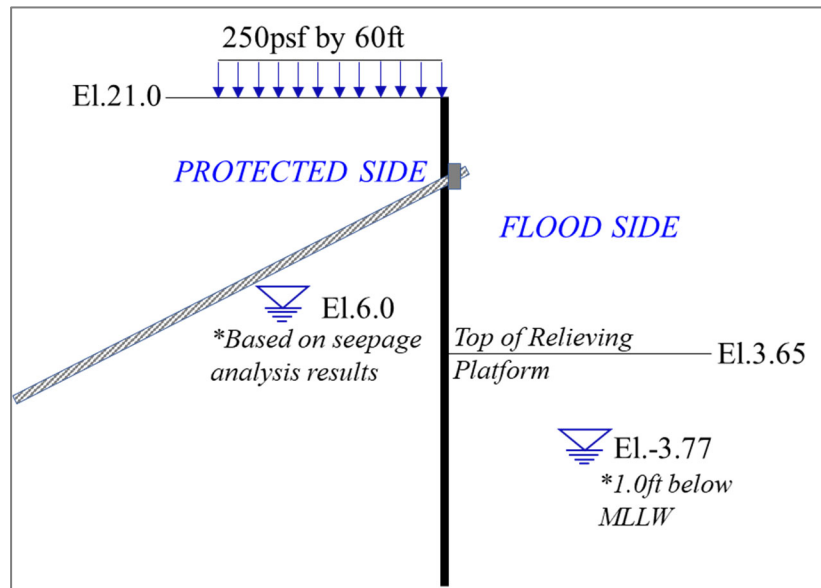 250psf by 60ft
El.21.0
PROTECTED SIDE
FLOOD SIDE
El.6.0
*Based on seepage
analysis results
Top of Relieving
Platform
El.3.65
El.-3.77
*1.0ft below
MLLW